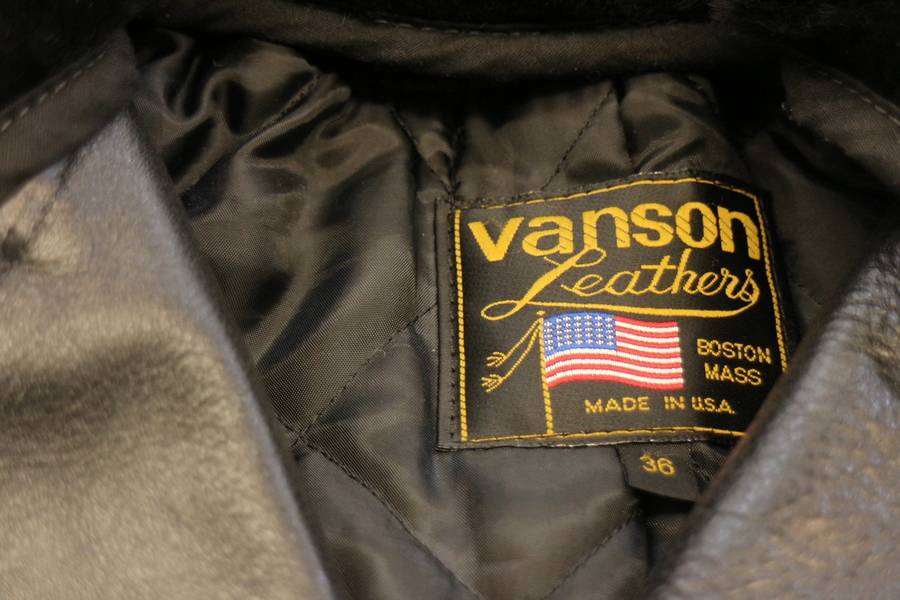 vanson
Leathers
BOSTON
MASS
MADE IN U.S.A.
36